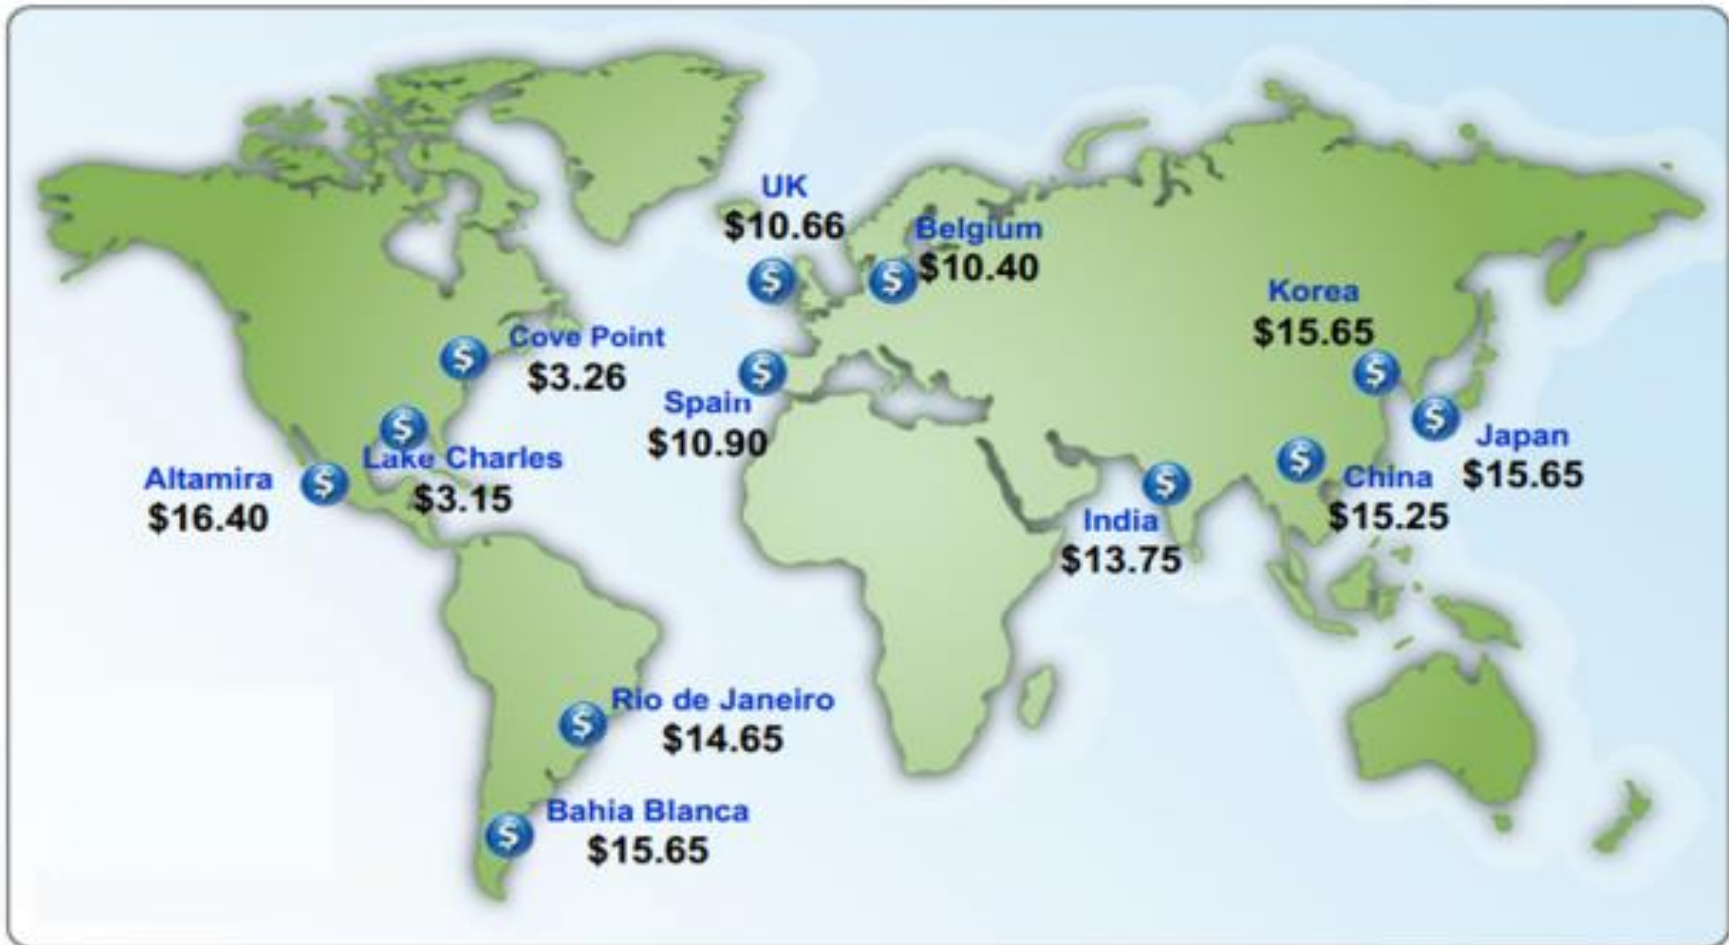 UK
$10.66
Belgium
$10.40
Korea
$15.65
Cove Point
$3.26
Spain
$10.90
Japan
$15.65
Lake Charles
$3.15
Altamira
$16.40
China
$15.25
India
$13.75
Rio de Janeiro
$14.65
Bahia Blanca
$15.65